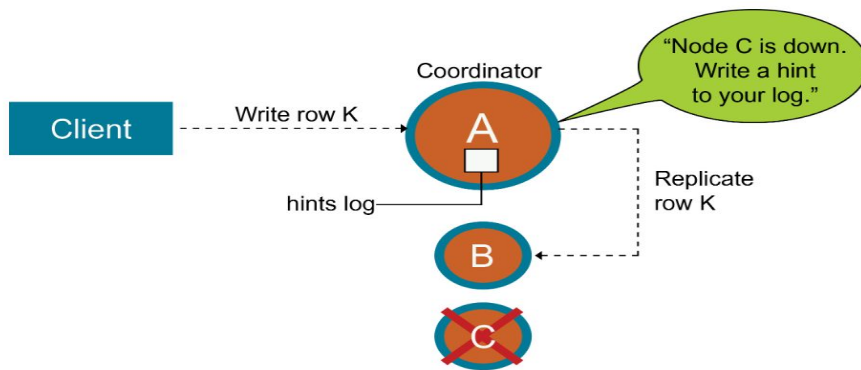 “Node C is down.
Write a hint
to your log.”
Coordinator
Client
Write row K
A
hints log
Replicate
row K
B
C